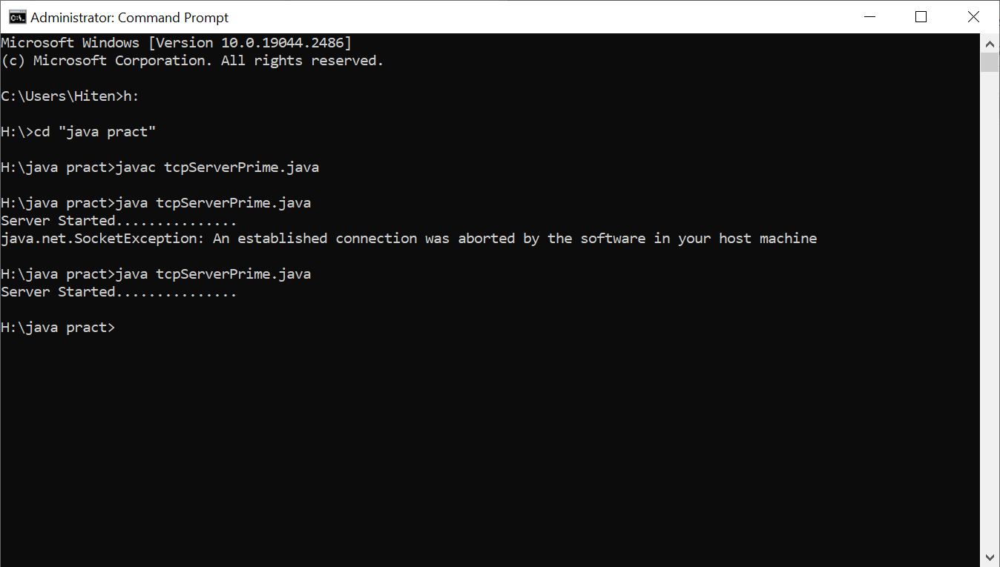 Administrator: Command Prompt
Microsoft Windows [Version 10.0.19044.2486]
(c) Microsoft Corporation. All rights reserved.
C:\Users\Hiten>h:
H:\>cd "java pract"
H:\java pract>javac tcpServerPrime.java
H:\java pract>java tcpServerPrime.java
Server Started...............
java.net.SocketException: An established connection was aborted by the software in your host machine
H:\java pract>java tcpServerPrime.java
Server Started...............
H:\java pract>